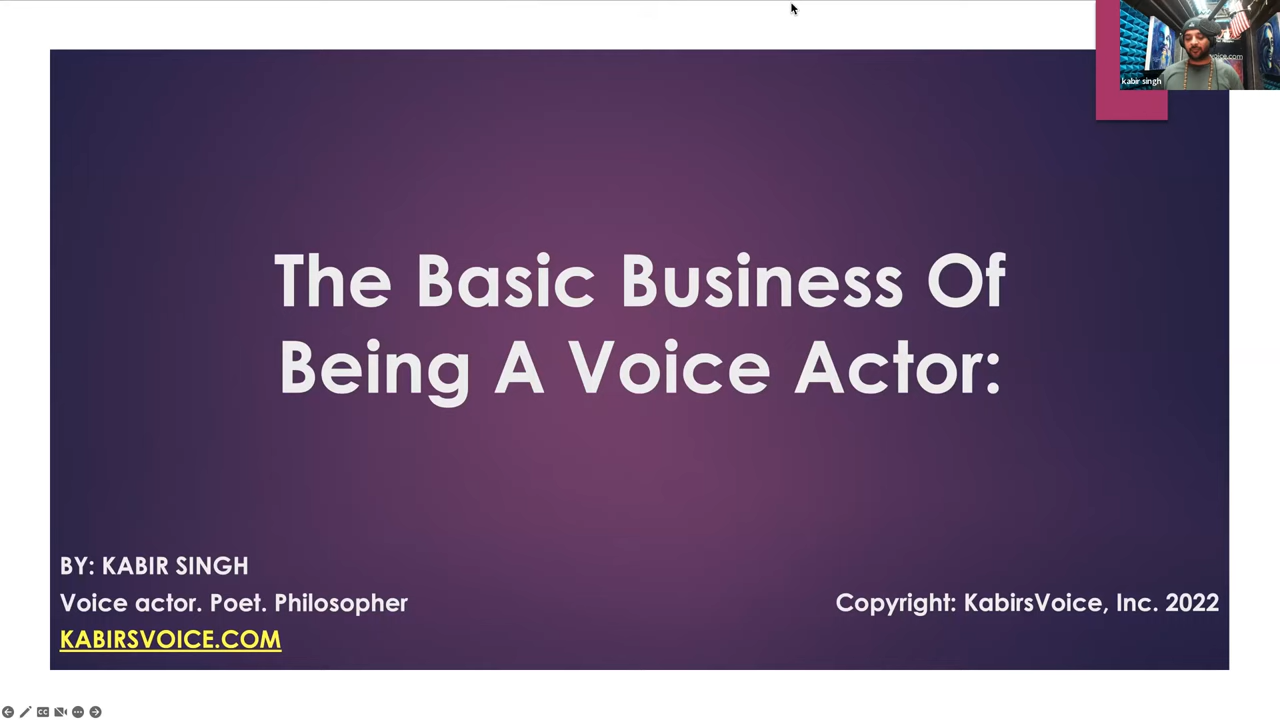 kabir singh
The Basic Business Of
Being A Voice Actor:
BY: KABIR SINGH
Voice actor. Poet. Philosopher
KABIRSVOICE.COM
Copyright: KabirsVoice, Inc. 2022
CC